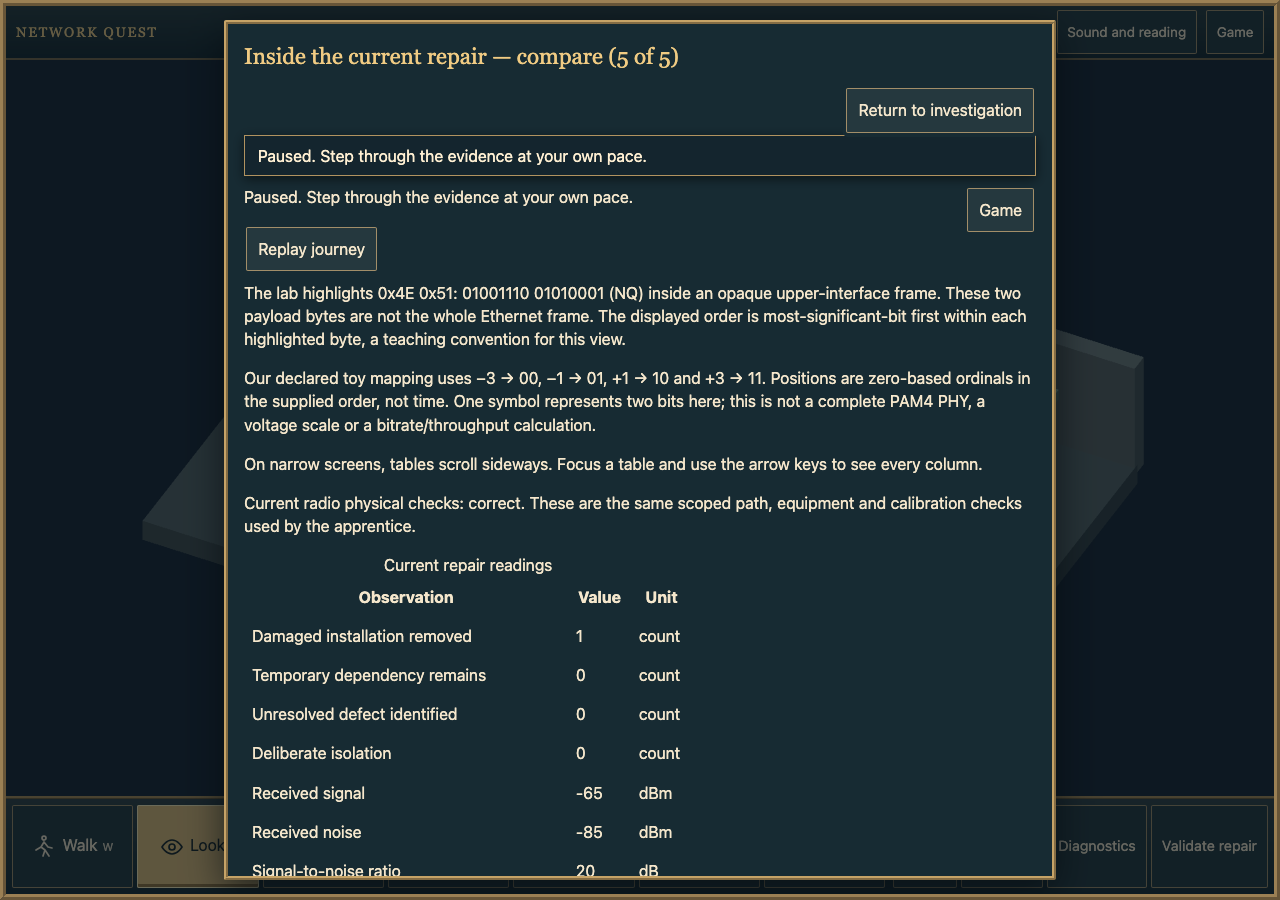 NETWORK QUEST
Sound and reading
Game
Inside the current repair — compare (5 of 5)
Return to investigation
Paused. Step through the evidence at your own pace.
Paused. Step through the evidence at your own pace.
Game
Replay journey
The lab highlights 0x4E 0x51: 01001110 01010001 (NQ) inside an opaque upper-interface frame. These two
payload bytes are not the whole Ethernet frame. The displayed order is most-significant-bit first within each
highlighted byte, a teaching convention for this view.
Our declared toy mapping uses −3 → 00, −1 → 01, +1 → 10 and +3 → 11. Positions are zero-based ordinals in
the supplied order, not time. One symbol represents two bits here; this is not a complete PAM4 PHY, a
voltage scale or a bitrate/throughput calculation.
On narrow screens, tables scroll sideways. Focus a table and use the arrow keys to see every column.
Current radio physical checks: correct. These are the same scoped path, equipment and calibration checks
used by the apprentice.
Current repair readings
Observation Value Unit
Damaged installation removed 1 count
Temporary dependency remains 0 count
Unresolved defect identified 0 count
Deliberate isolation 0 count
Received signal -65 dBm
Received noise -85 dBm
Signal-to-noise ratio 20 dB
Walk W
Look
Diagnostics
Validate repair